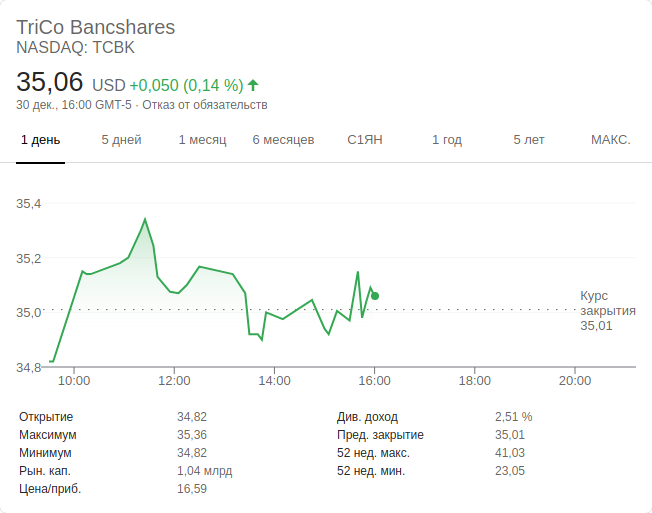 TriCo Bancshares
NASDAQ: TCBK
35,06 USD +0,050 (0,14 %)
30 дек., 16:00 GMT-5 · Отказ от обязательств
1 день 5 дней 1 месяц 6 месяцев С1ЯН 1 год 5 лет МАКС.
35,4
35,2
35,0
34,8
Курс
закрытия
35,01
10:00 12:00 14:00 16:00 18:00 20:00
Открытие 34,82 Див. доход 2,51 %
Максимум 35,36 Пред. закрытие 35,01
Минимум 34,82 52 нед. макс. 41,03
Рын. кап. 1,04 млрд 52 нед. мин. 23,05
Цена/приб. 16,59